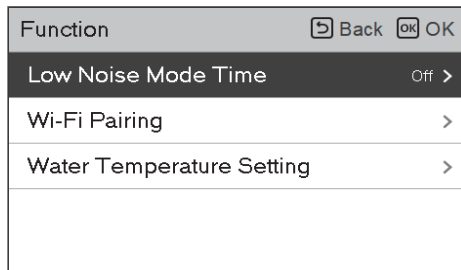 Function Back OK OK
Low Noise Mode Time Off >
Wi-Fi Pairing >
Water Temperature Setting >